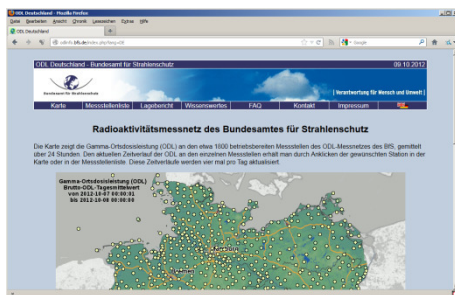 ODL Deutschland - Mozilla Firefox
Datei Bearbeiten Ansicht Chronik Lesezeichen Extras Hilfe
ODL Deutschland
odlinfo.bfs.de/index.php?lang=DE
Google
ODL Deutschland - Bundesamt für Strahlenschutz 09.10.2012
Bundesamt für Strahlenschutz
| Verantwortung für Mensch und Umwelt |
Karte Messstellenliste Lagebericht Wissenswertes FAQ Kontakt Impressum
Radioaktivitätsmessnetz des Bundesamtes für Strahlenschutz
Die Karte zeigt die Gamma-Ortsdosisleistung (ODL) an den etwa 1800 betriebsbereiten Messstellen des ODL-Messnetzes des BfS, gemittelt
über 24 Stunden. Den aktuellen Zeitverlauf der ODL an den einzelnen Messstellen erhält man durch Anklicken der gewünschten Station in der
Karte oder in der Messstellenliste. Diese Zeitverläufe werden vier mal pro Tag aktualisiert.
Gamma-Ortsdosisleistung (ODL)
Brutto-ODL-Tagesmittelwert
von 2012-10-07 00:00:01
bis 2012-10-08 00:00:00
Hamburg
Bremen